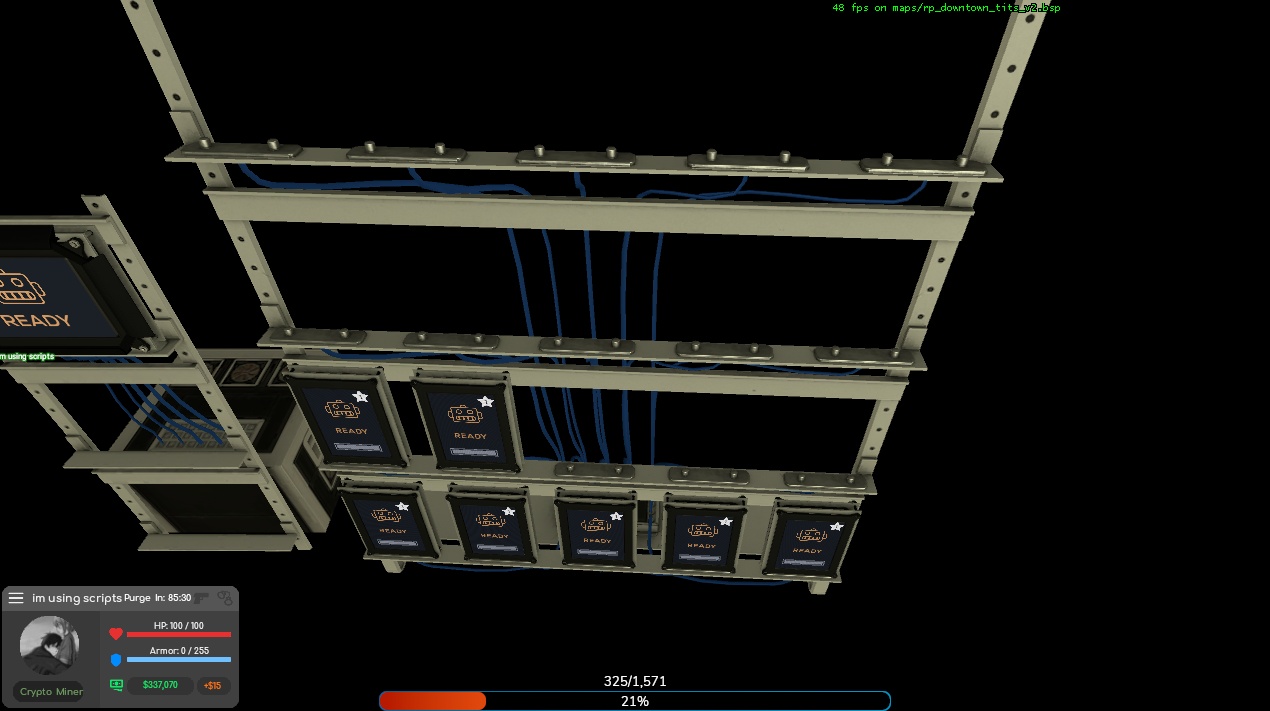 48 fps on maps/rp_downtown_tits_v2.bsp
READY
im using scripts
READY
READY
READY
READY
READY
READY
READY
im using scripts Purge In: 85:30
HP: 100 / 100
Armor: 0 / 255
Crypto Miner
$337,070
+$15
325/1,571
21%